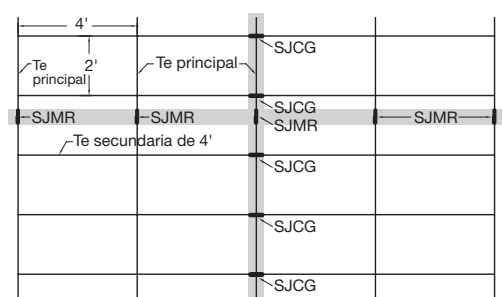 4'
SJCG
Te principal
2'
Te principal
SJCG
SJMR
SJMR
SJMR
SJMR
Te secundaria de 4'
SJCG
SJCG
SJCG